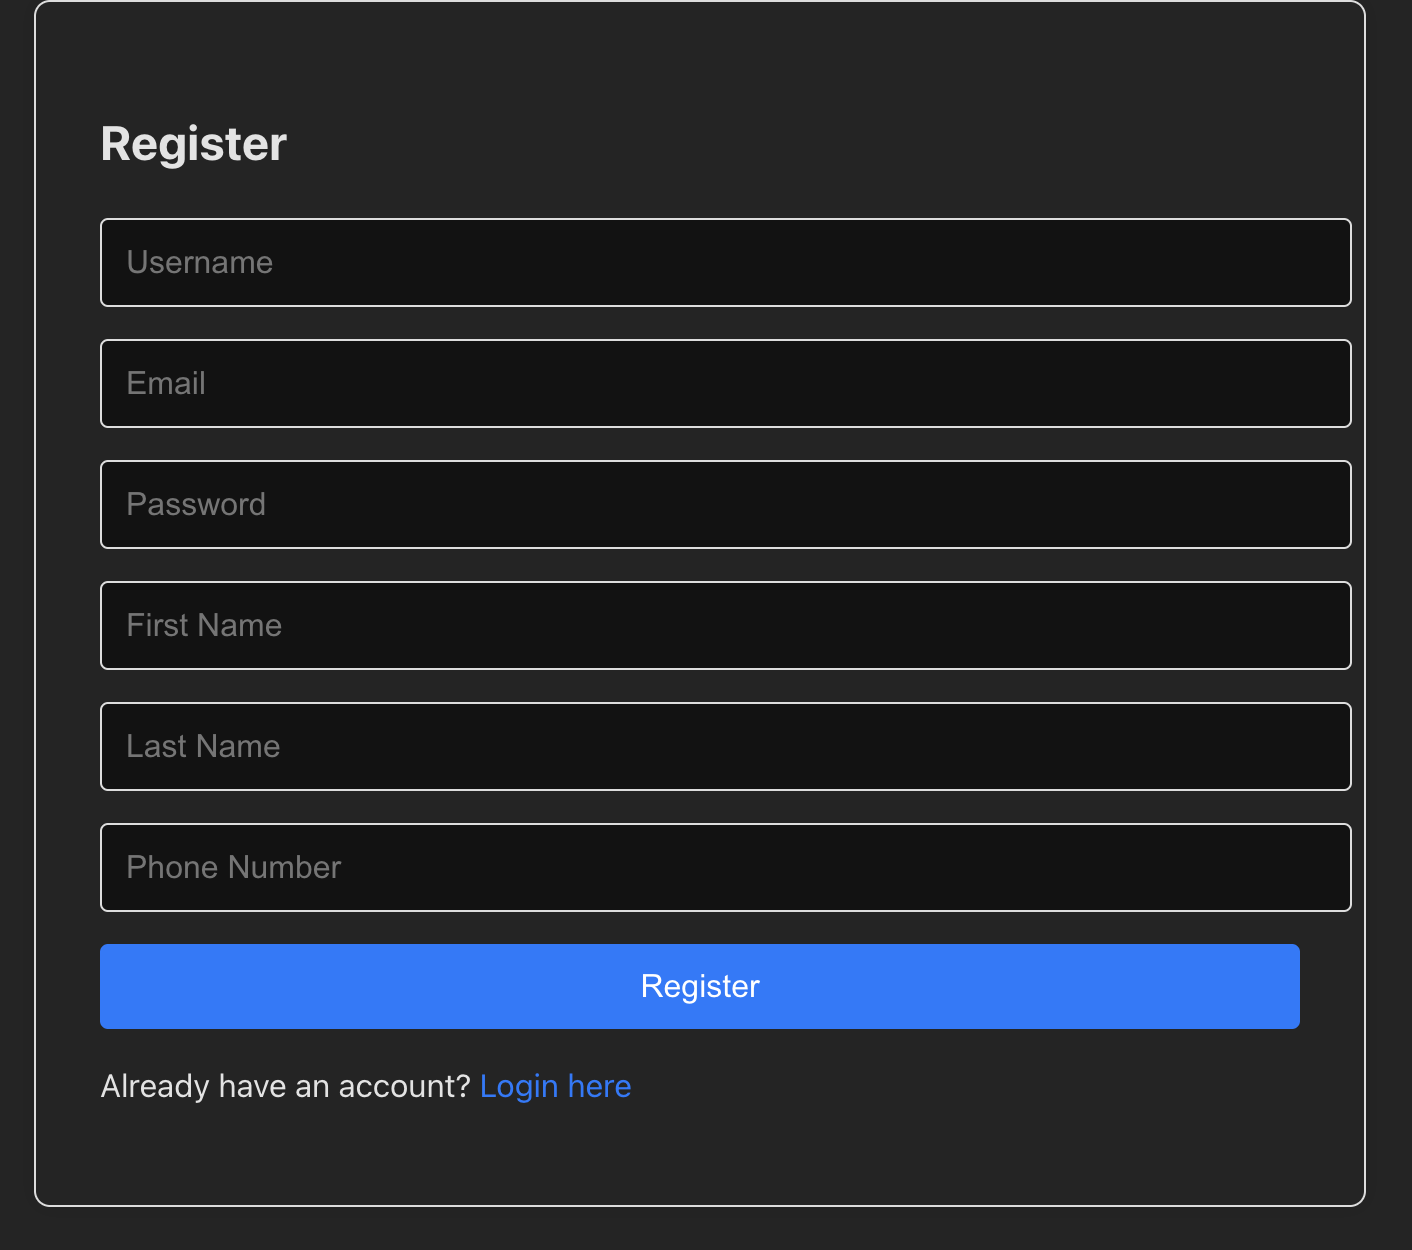 Register
Username
Email
Password
First Name
Last Name
Phone Number
Register
Already have an account? Login here